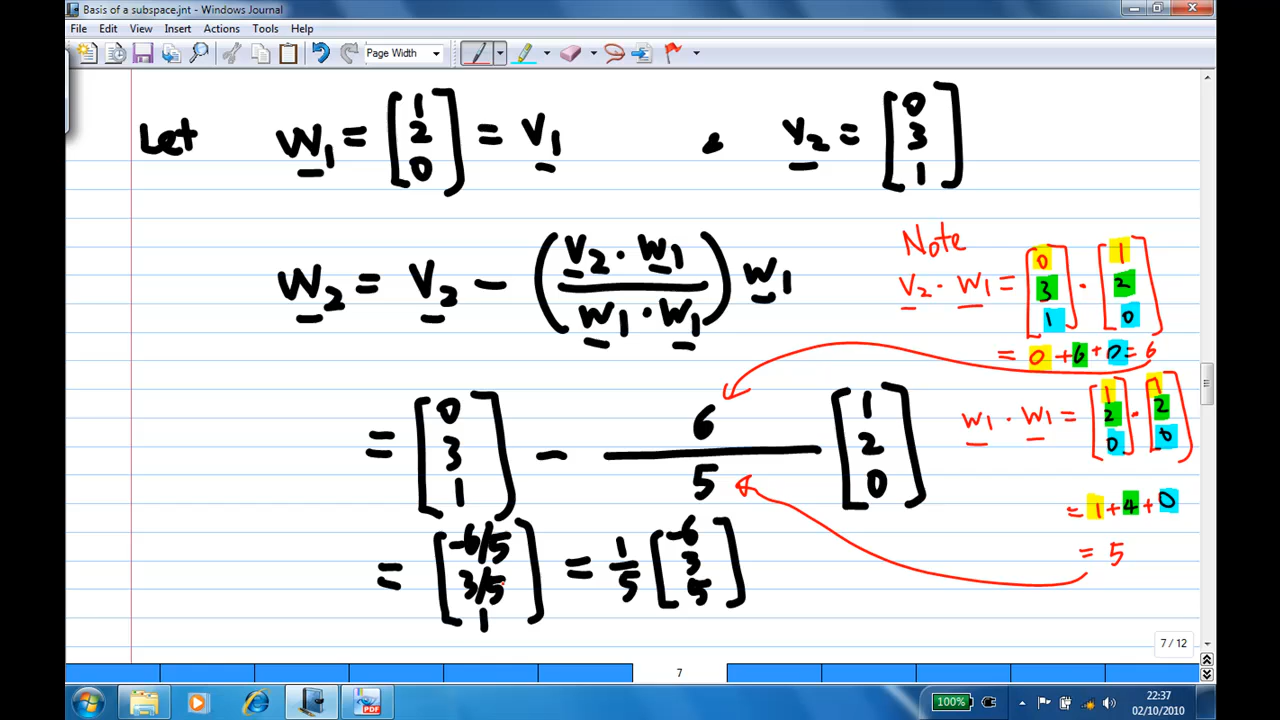 Basis of a subspace.jnt - Windows Journal
File Edit View Insert Actions Tools Help
Page Width
Let w1 = [1 2 0] = v1 & v2 = [0 3 1]
w2 = v2 - (v2 · w1 / w1 · w1) w1
Note
v2 · w1 = [0 3 1] · [1 2 0]
= 0 + 6 + 0 = 6
= [0 3 1] - 6/5 [1 2 0]
w1 · w1 = [1 2 0] · [1 2 0]
= 1 + 4 + 0
= 5
= [-6/5 3/5 1] = 1/5 [-6 3 5]
7 / 12
7
100%
22:37
02/10/2010
PDF